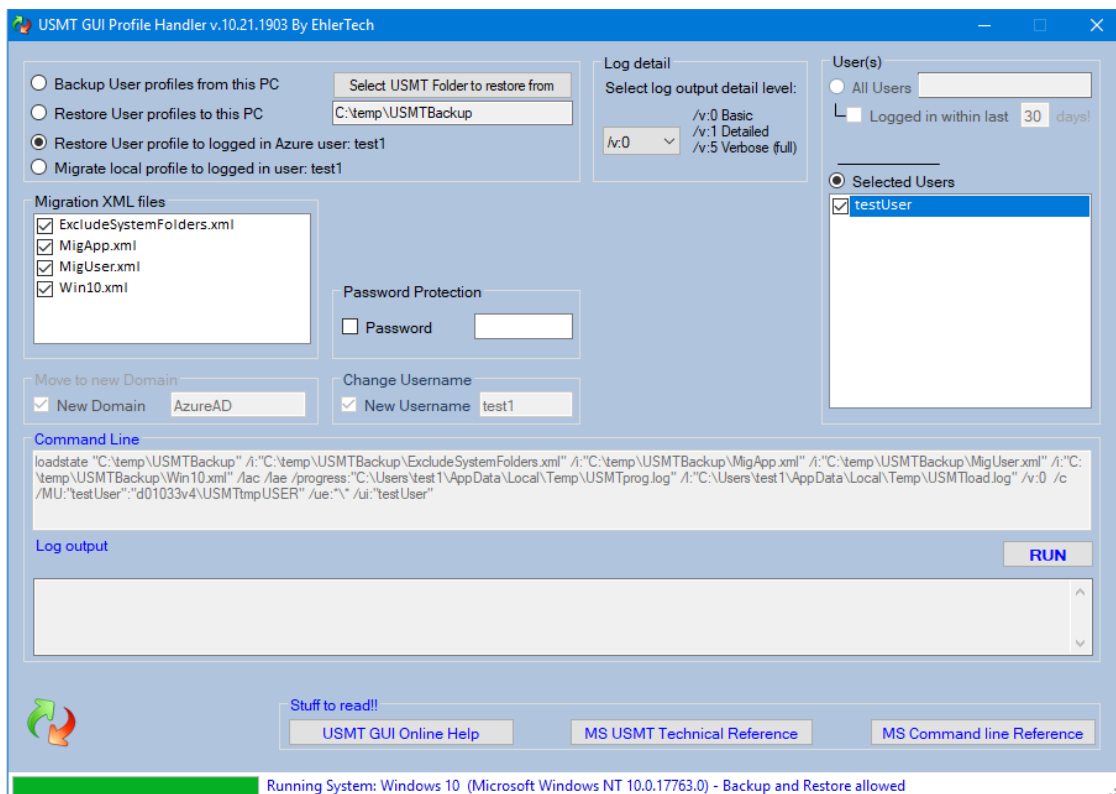 USMT GUI Profile Handler v.10.21.1903 By EhlerTech
Backup User profiles from this PC
Select USMT Folder to restore from
Restore User profiles to this PC
C:\temp\USMTBackup
Restore User profile to logged in Azure user: test1
Migrate local profile to logged in user: test1
Log detail
Select log output detail level:
/v:0 Basic
/v:1 Detailed
/v:5 Verbose (full)
/v:0
User(s)
All Users
Logged in within last 30 days!
Selected Users
testUser
Migration XML files
ExcludeSystemFolders.xml
MigApp.xml
MigUser.xml
Win10.xml
Password Protection
Password
Move to new Domain
New Domain AzureAD
Change Username
New Username test1
Command Line
loadstate "C:\temp\USMTBackup" /i:"C:\temp\USMTBackup\ExcludeSystemFolders.xml" /i:"C:\temp\USMTBackup\MigApp.xml" /i:"C:\temp\USMTBackup\MigUser.xml" /i:"C:
\temp\USMTBackup\Win10.xml" /lac /lae /progress:"C:\Users\test1\AppData\Local\Temp\USMTprog.log" /l:"C:\Users\test1\AppData\Local\Temp\USMTload.log" /v:0 /c
/MU:"testUser":"d01033v4\USMTtmpUSER" /ue:*\* /ui:"testUser"
Log output
RUN
Stuff to read!!
USMT GUI Online Help
MS USMT Technical Reference
MS Command line Reference
Running System: Windows 10 (Microsoft Windows NT 10.0.17763.0) - Backup and Restore allowed